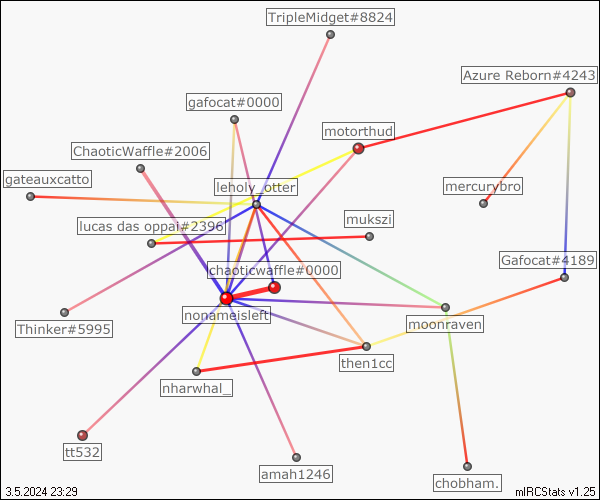 TripleMidget#8824
Azure Reborn#4243
gafocat#0000
motorthud
ChaoticWaffle#2006
gateauxcatto
leholy_otter
mercurybro
lucas das oppai#2396
mukszi
Gafocat#4189
chaoticwaffle#0000
nonameisleft
moonraven
Thinker#5995
then1cc
nharwhal_
tt532
amah1246
chobham.
3.5.2024 23:29
mIRCStats v1.25